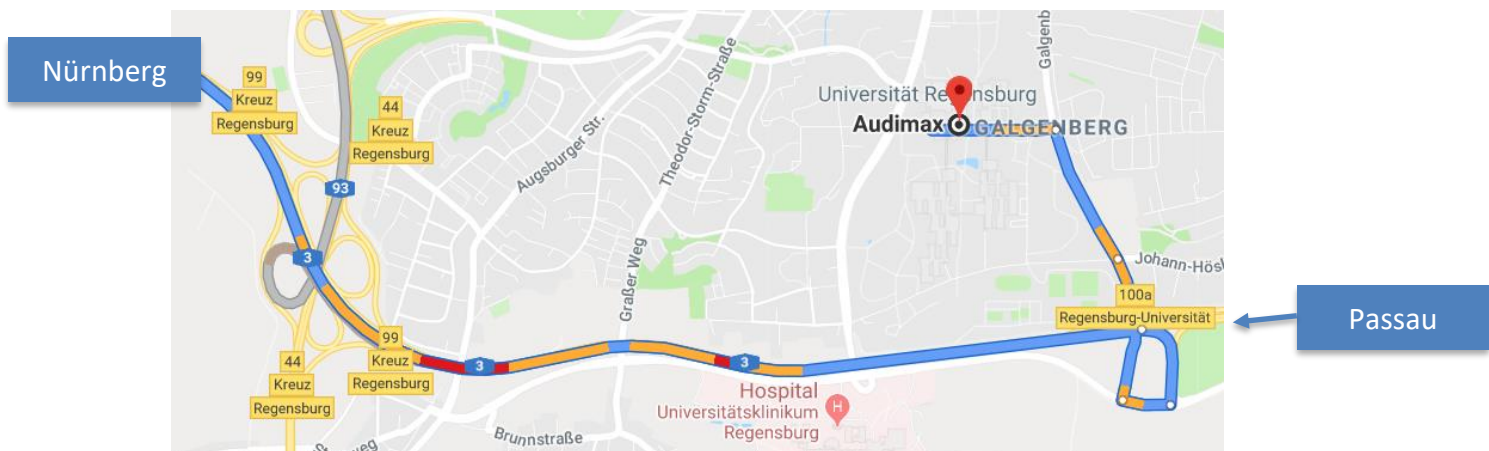 Nürnberg
99
Kreuz
Regensburg
44
Kreuz
Regensburg
93
3
Augsburger Str.
Theodor-Storm-Straße
Galgenb
Universität Regensburg
Audimax
GALGENBERG
Johann-Hösl
100a
Regensburg-Universität
Passau
Graßer Weg
99
Kreuz
Regensburg
44
Kreuz
Regensburg
3
3
Hospital
Universitätsklinikum
Regensburg
H
Brunnstraße
weg